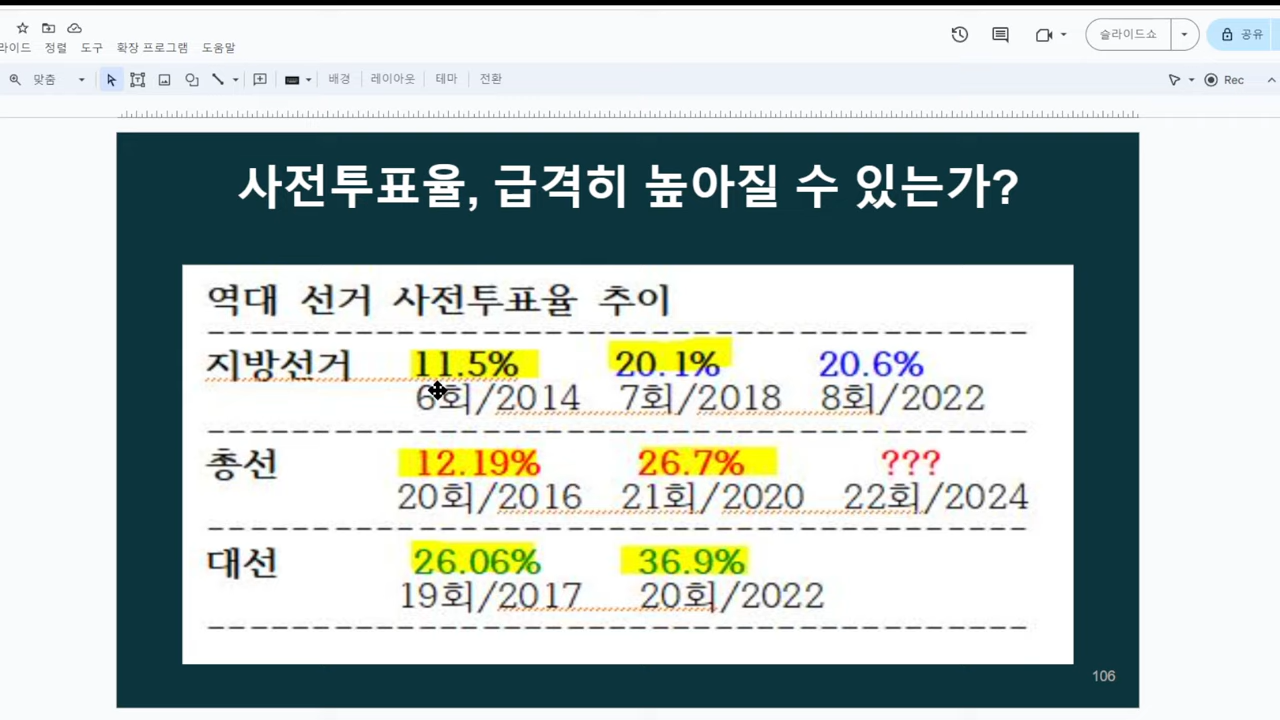 라이드 정렬 도구 확장 프로그램 도움말
슬라이드쇼
공유
맞춤
배경 레이아웃 테마 전환
Rec
사전투표율, 급격히 높아질 수 있는가?
역대 선거 사전투표율 추이
지방선거 11.5% 20.1% 20.6%
6회/2014 7회/2018 8회/2022
총선 12.19% 26.7% ???
20회/2016 21회/2020 22회/2024
대선 26.06% 36.9%
19회/2017 20회/2022
106